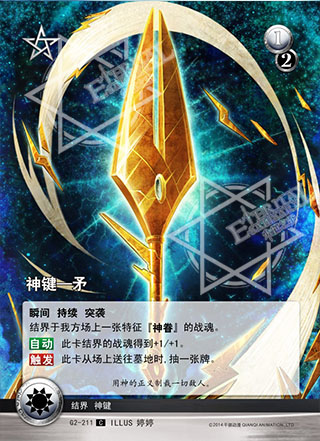 1
2
神键—矛
瞬间 持续 突袭
结界于我方场上一张特征『神眷』的战魂。
自动 此卡结界的战魂得到+1/+1。
触发 此卡从场上送往墓地时,抽一张牌。
用神的正义制裁一切敌人。
结界 神键
G2-211 C ILLUS 婷婷
©2014 千骐动漫 QIANQI ANIMATION, LTD